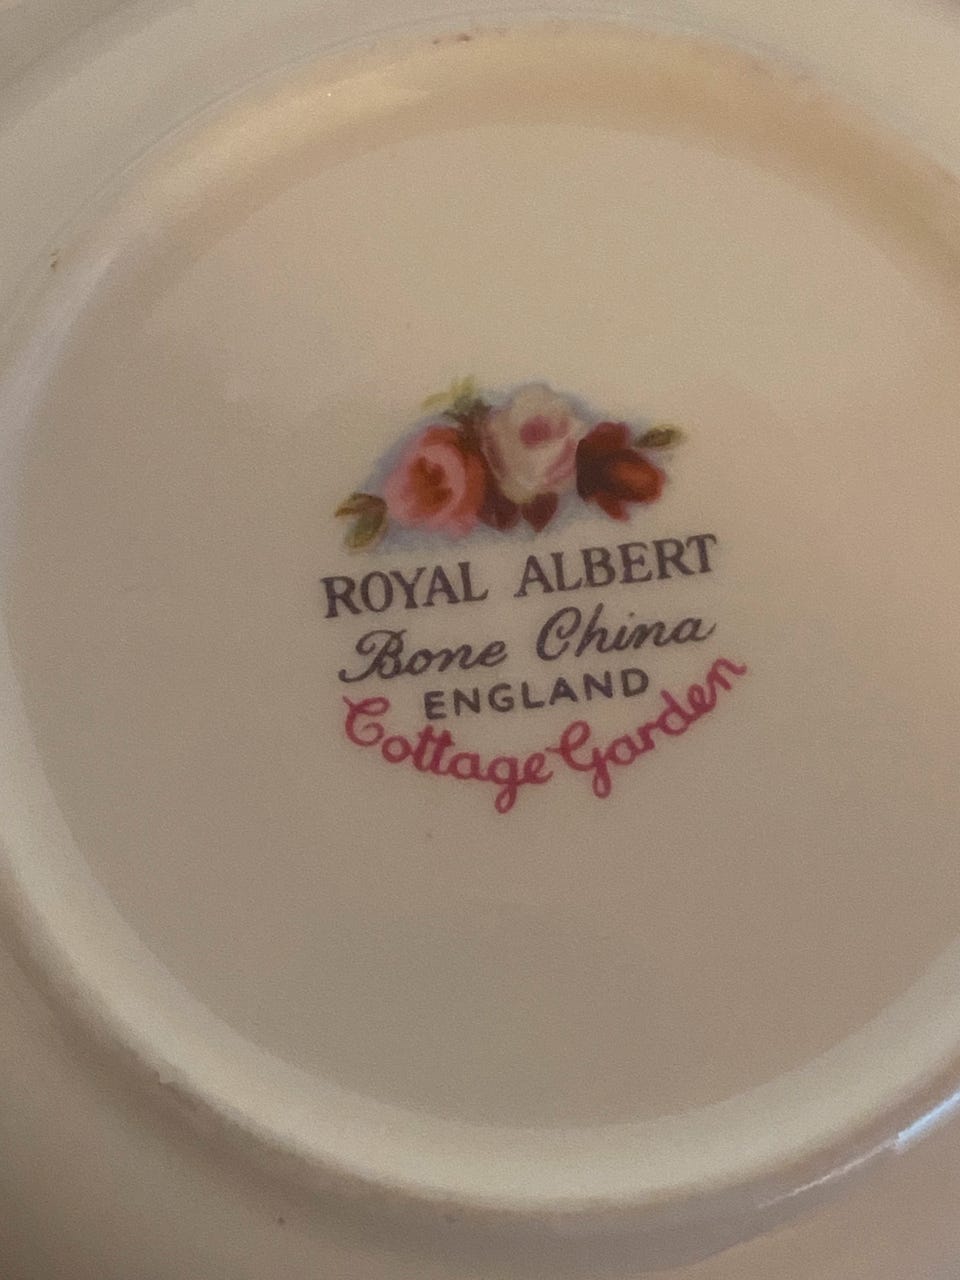 ROYAL ALBERT
Bone China
ENGLAND
Cottage Garden